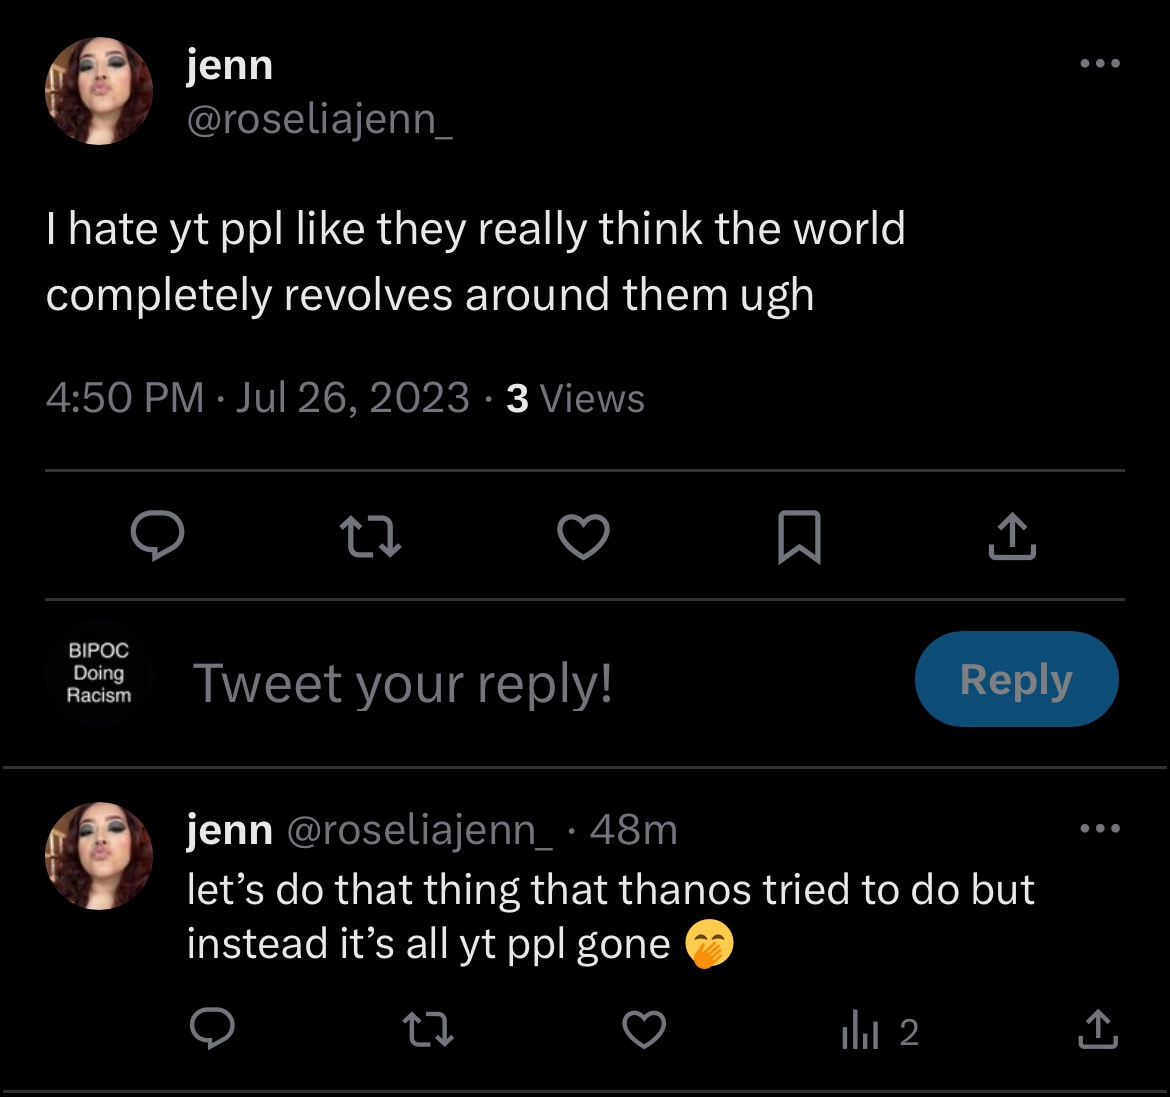 jenn
@roseliajenn_
I hate yt ppl like they really think the world
completely revolves around them ugh
4:50 PM · Jul 26, 2023 · 3 Views
BIPOC
Doing
Racism
Tweet your reply!
Reply
jenn @roseliajenn_ · 48m
let’s do that thing that thanos tried to do but
instead it’s all yt ppl gone 🤭
2